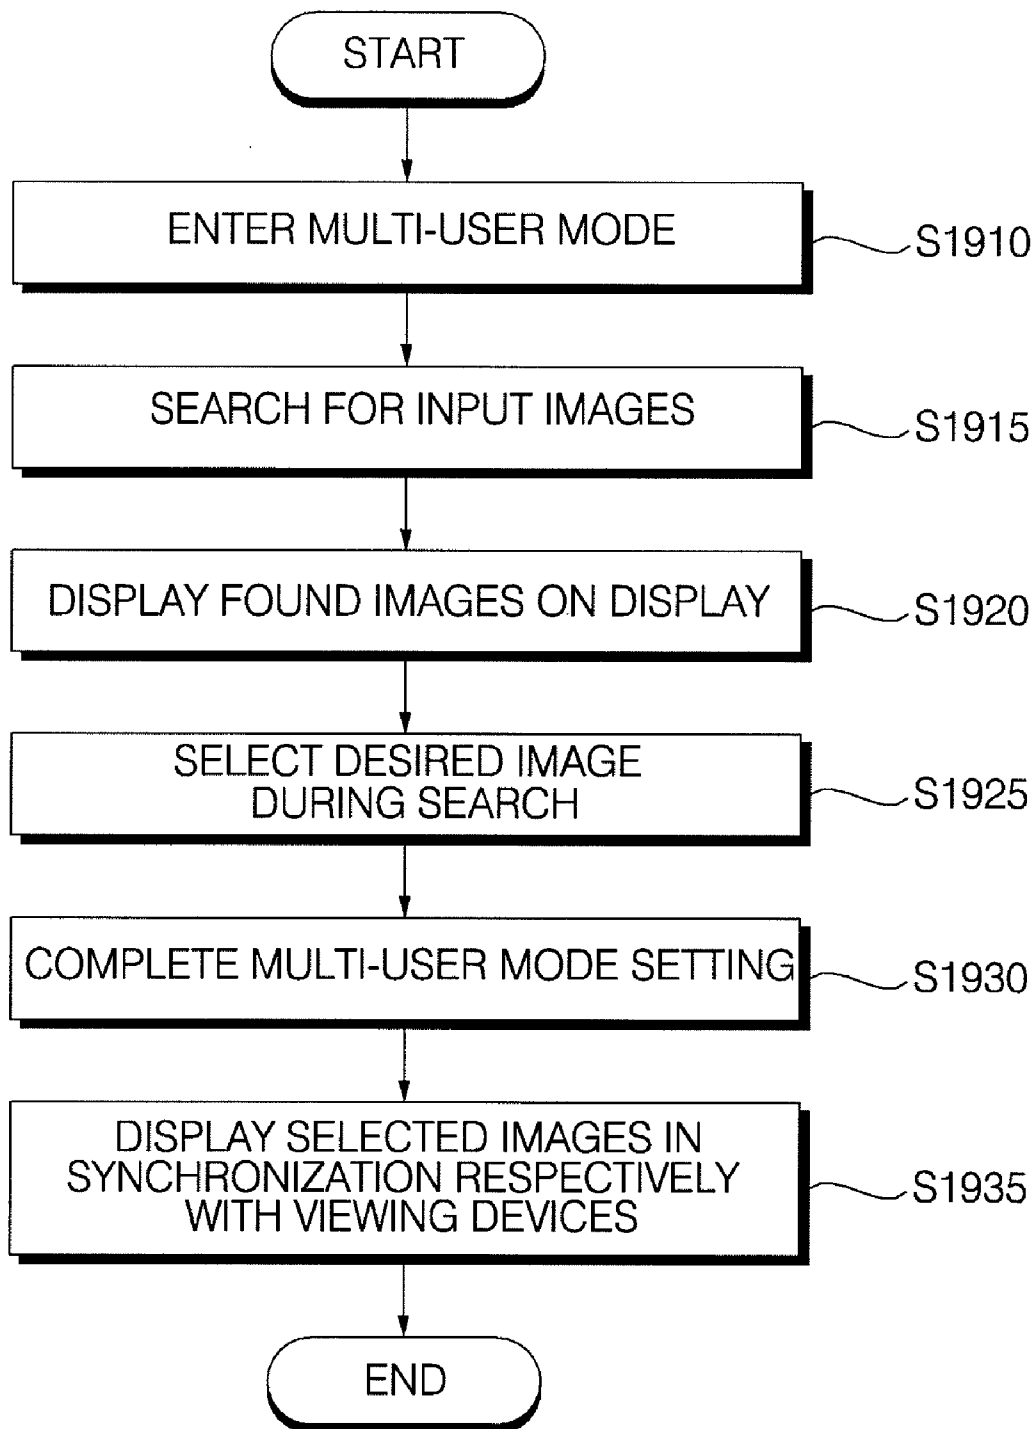 START
ENTER MULTI-USER MODE
S1910
SEARCH FOR INPUT IMAGES
S1915
DISPLAY FOUND IMAGES ON DISPLAY
S1920
SELECT DESIRED IMAGE
DURING SEARCH
S1925
COMPLETE MULTI-USER MODE SETTING
S1930
DISPLAY SELECTED IMAGES IN
SYNCHRONIZATION RESPECTIVELY
WITH VIEWING DEVICES
S1935
END